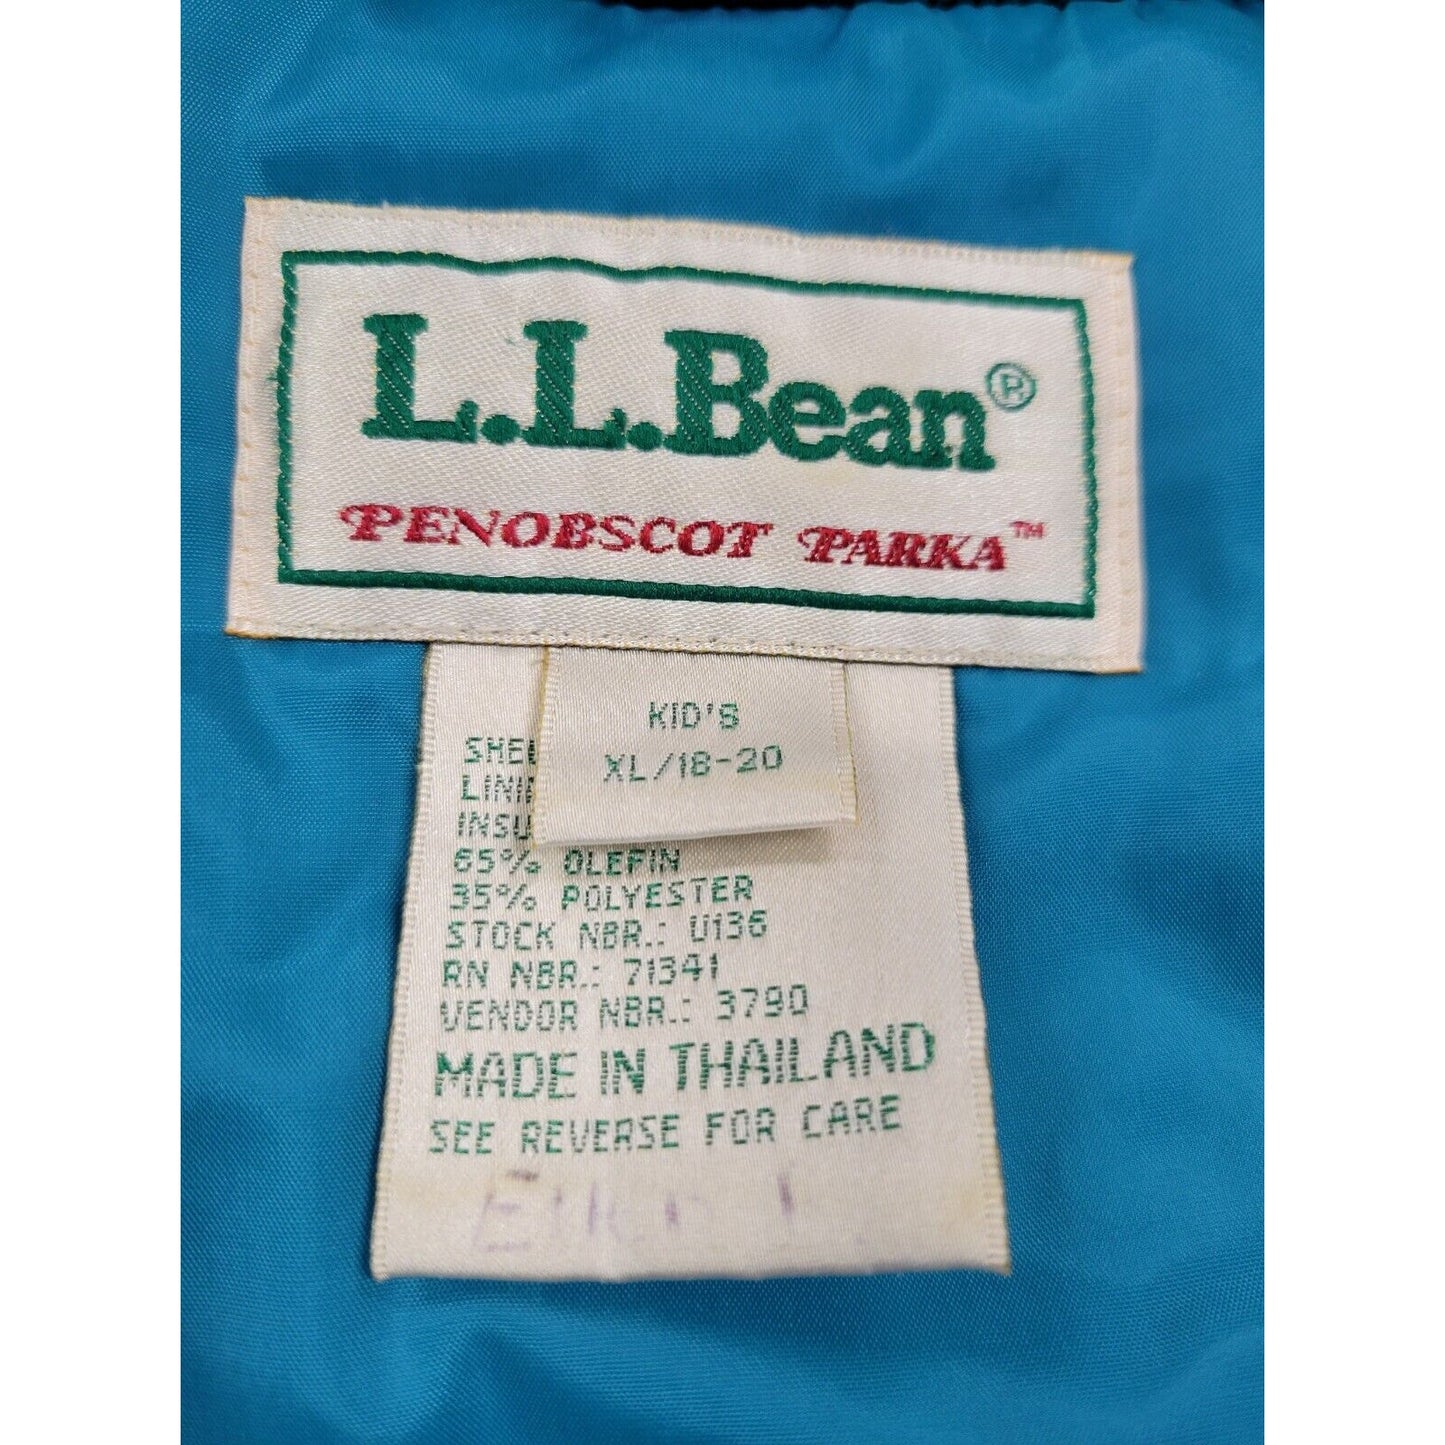 L.L.Bean®
PENOBSCOT PARKA™
KID'S
XL/18-20
65% OLEFIN
35% POLYESTER
STOCK NBR.: U136
RN NBR.: 71341
VENDOR NBR.: 3790
MADE IN THAILAND
SEE REVERSE FOR CARE